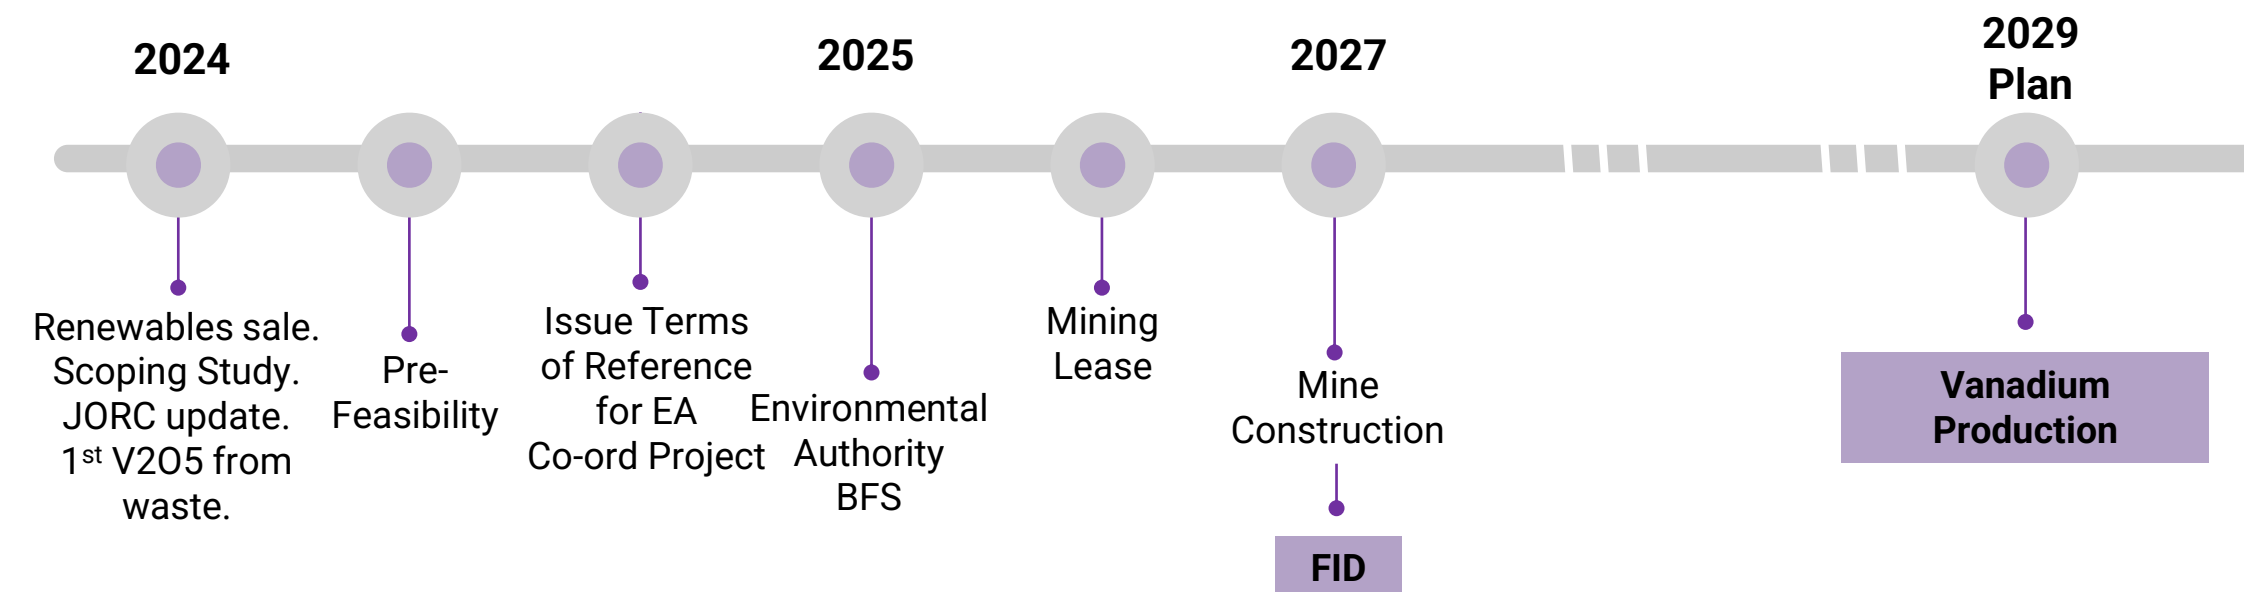 2024
2025
2027
2029
Plan
Renewables sale.
Scoping Study.
JORC update.
1st V2O5 from
waste.
Pre-
Feasibility
Issue Terms
of Reference
for EA
Co-ord Project
Environmental
Authority
BFS
Mining
Lease
Mine
Construction
FID
Vanadium
Production